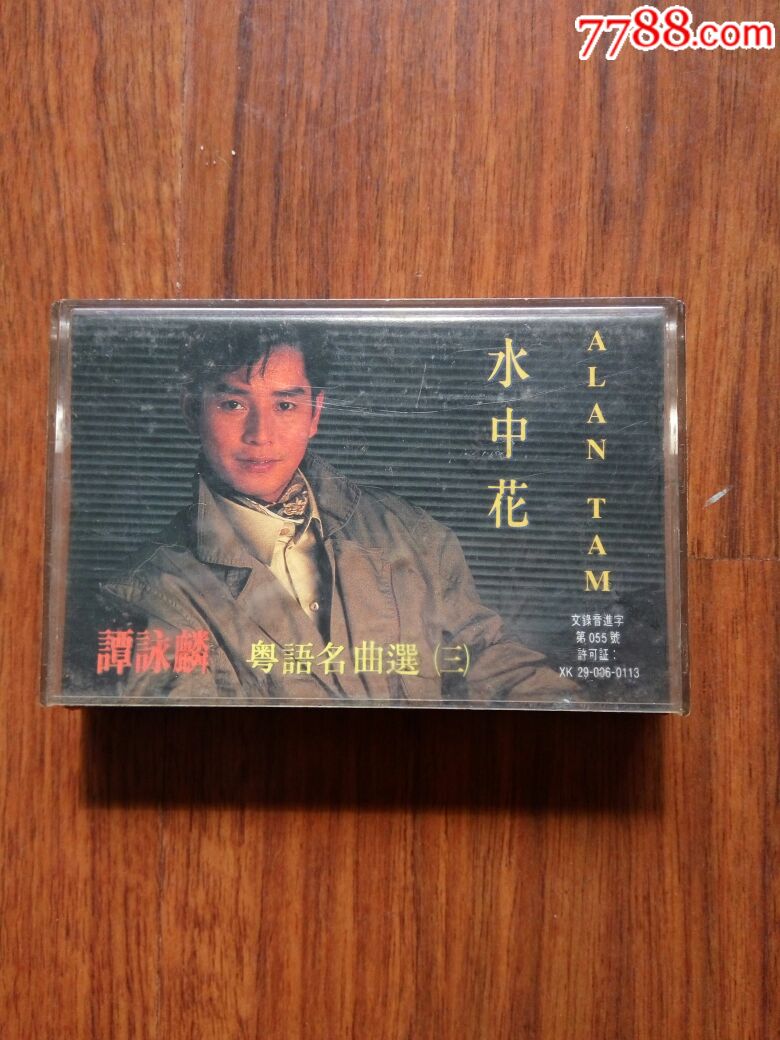 7788.com
水中花
ALAN TAM
譚詠麟
粤語名曲選(三)
文錄音進字
第055號
許可証：
XK 29-006-0113